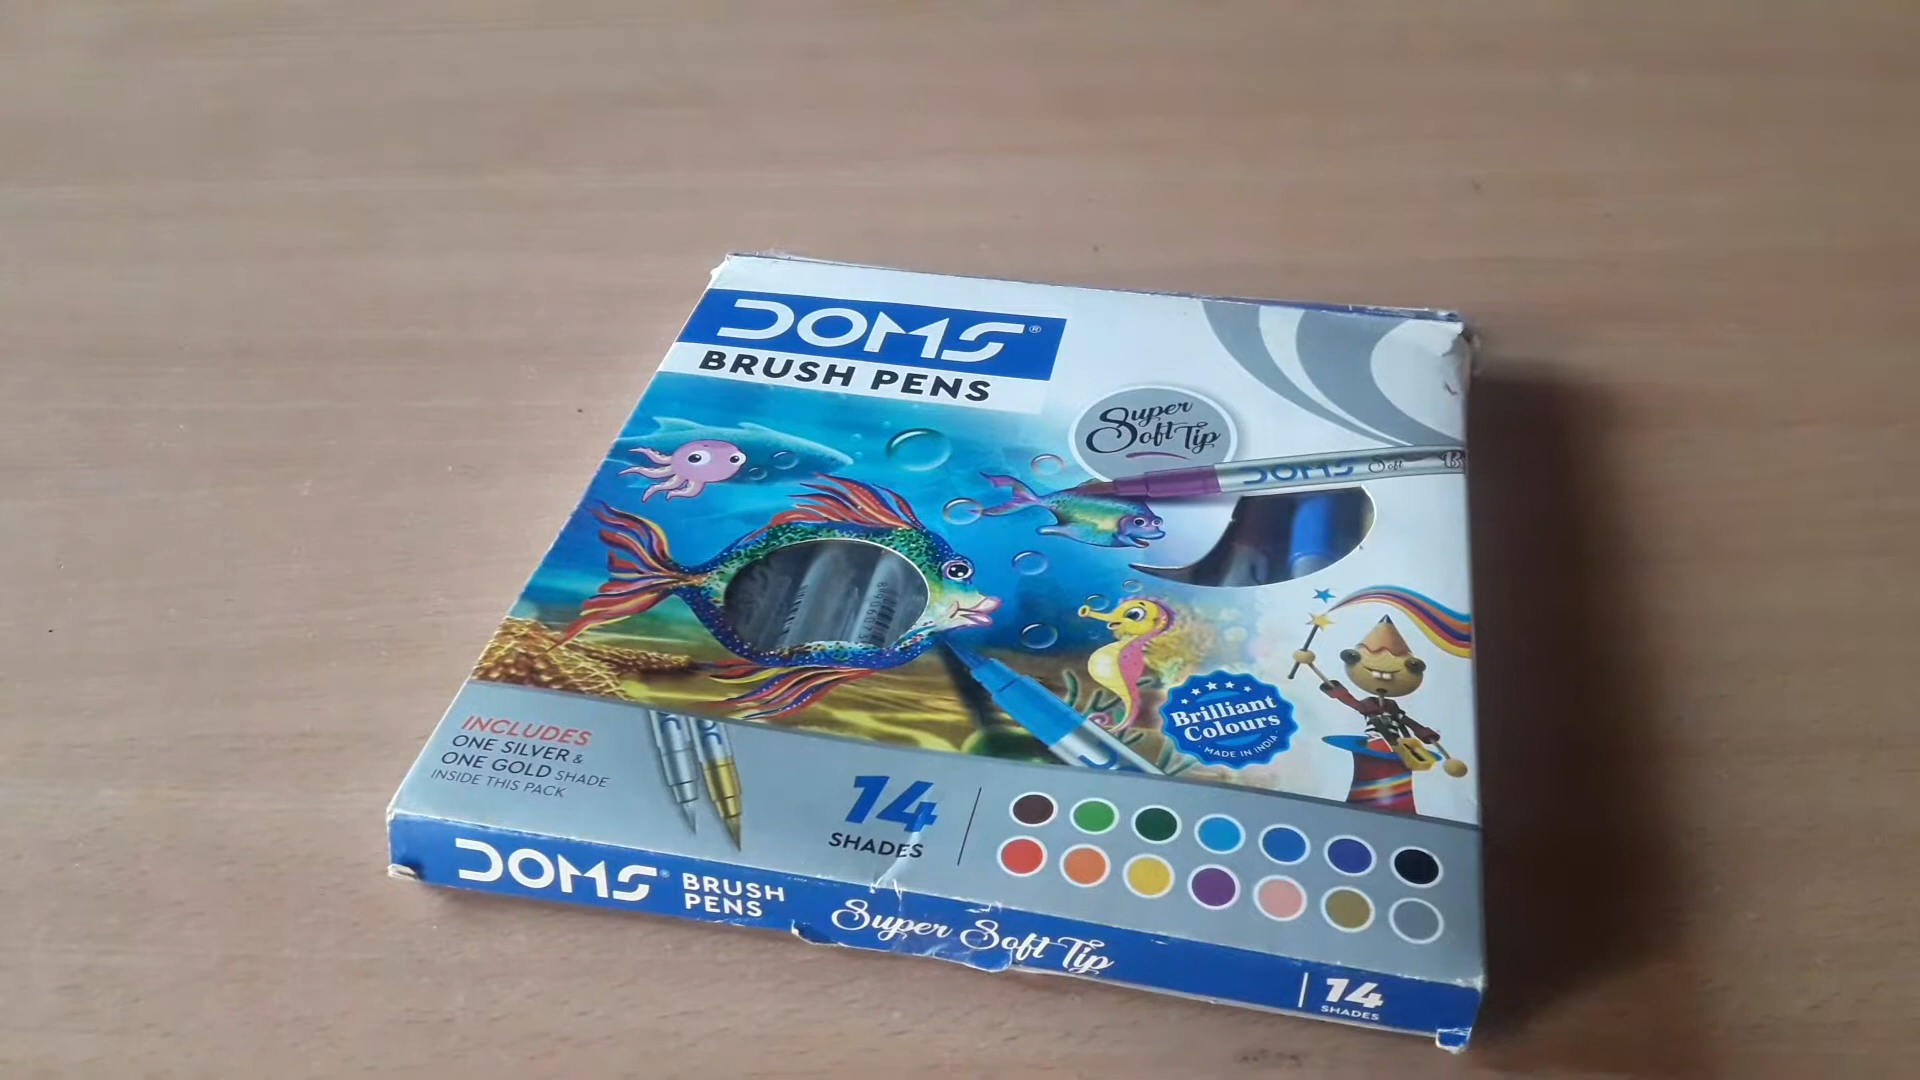 DOMS®
BRUSH PENS
Super
Soft Tip
DOMS Soft
INCLUDES
ONE SILVER &
ONE GOLD SHADE
INSIDE THIS PACK
14
SHADES
Brilliant
Colours
MADE IN INDIA
DOMS®
BRUSH
PENS
Super Soft Tip
14
SHADES